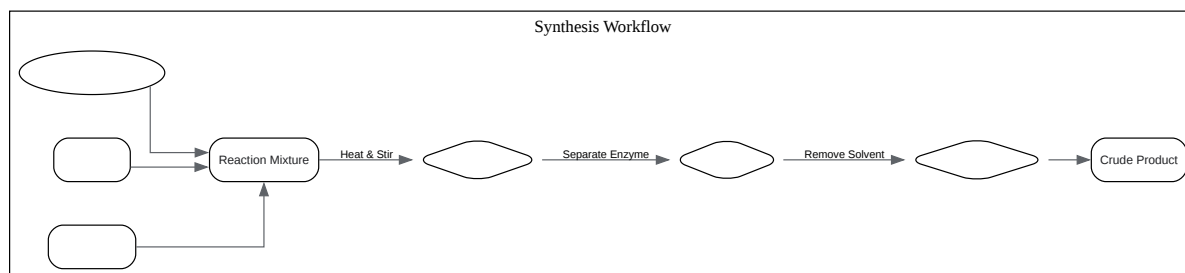 Synthesis Workflow
Reaction Mixture
Heat & Stir
Separate Enzyme
Remove Solvent
Crude Product